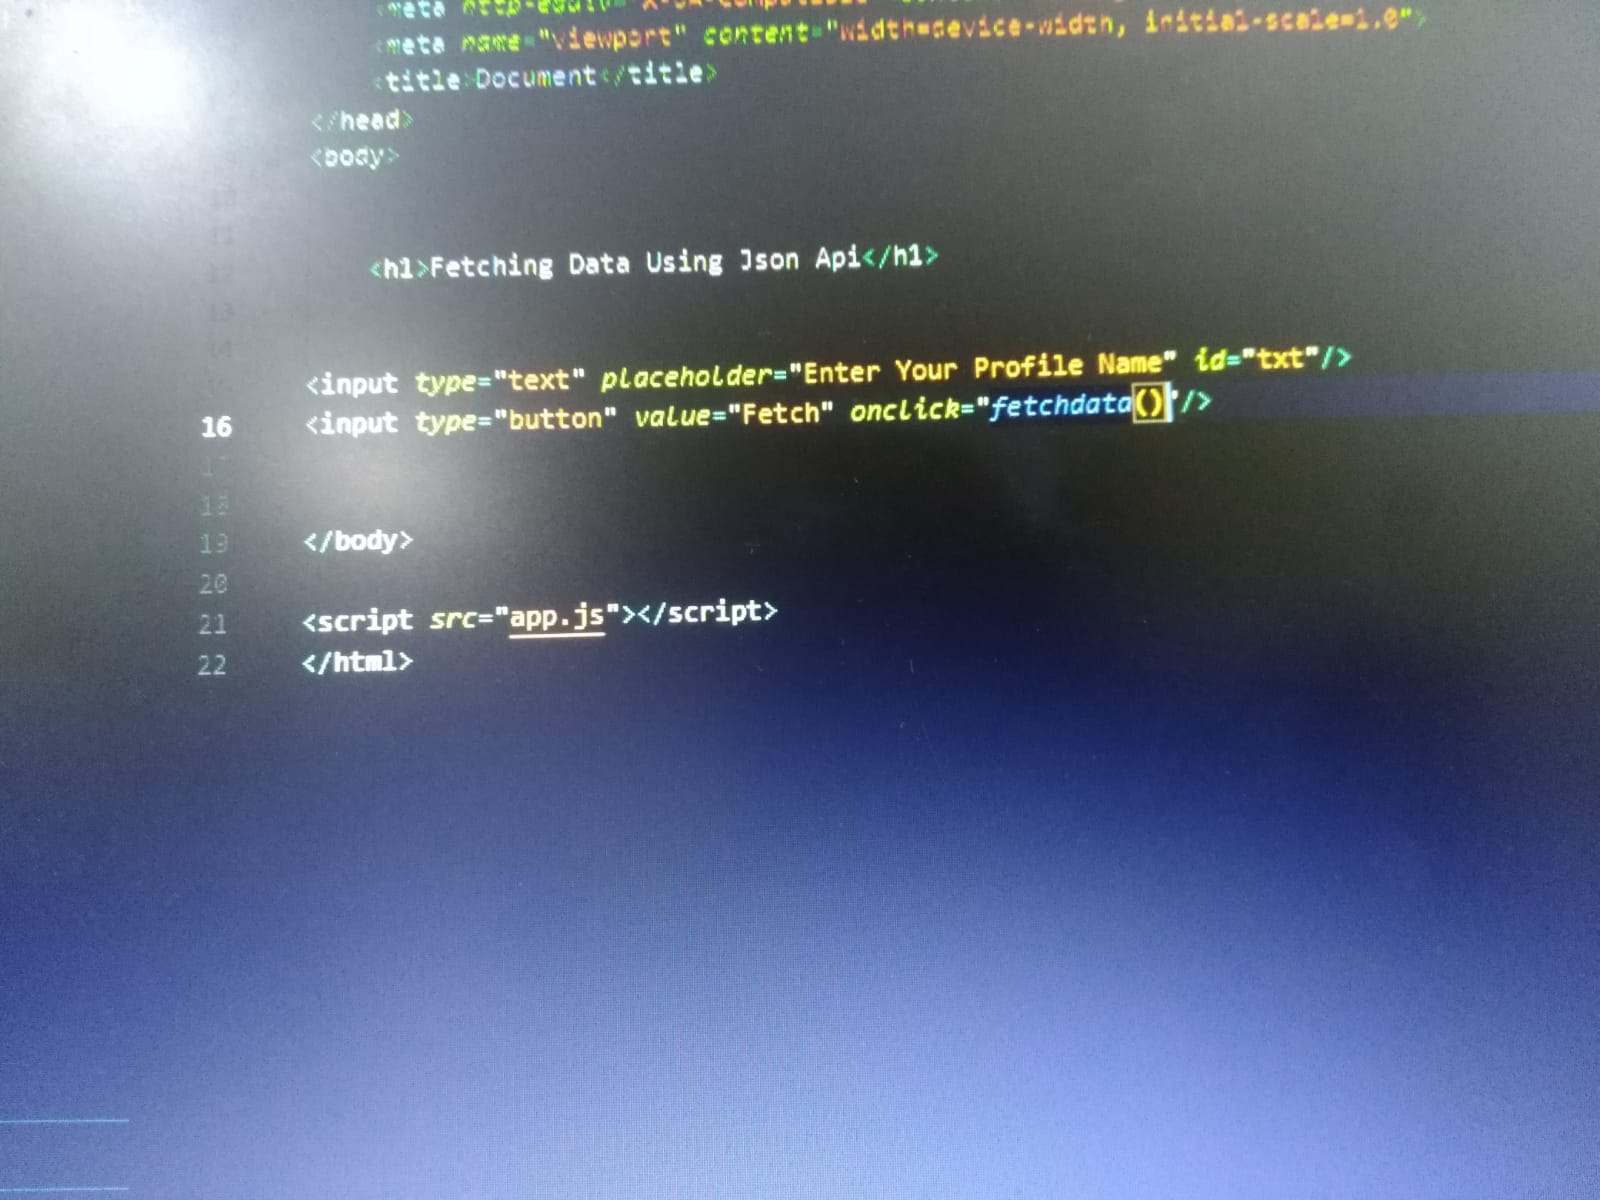 <meta http-equiv="X-UA-Compatible"
<meta name="viewport" content="width=device-width, initial-scale=1.0">
<title>Document</title>
</head>
<body>
12 <h1>Fetching Data Using Json Api</h1>
13
14
<input type="text" placeholder="Enter Your Profile Name" id="txt"/>
16 <input type="button" value="Fetch" onclick="fetchdata()"/>
17
18
19 </body>
20
21 <script src="app.js"></script>
22 </html>